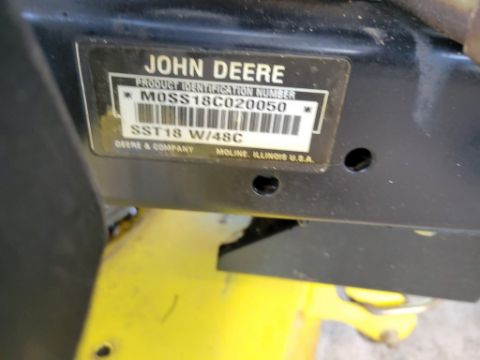 JOHN DEERE
PRODUCT IDENTIFICATION NUMBER
*M0SS18C020050*
SST18 W/48C
DEERE & COMPANY MOLINE, ILLINOIS U.S.A.